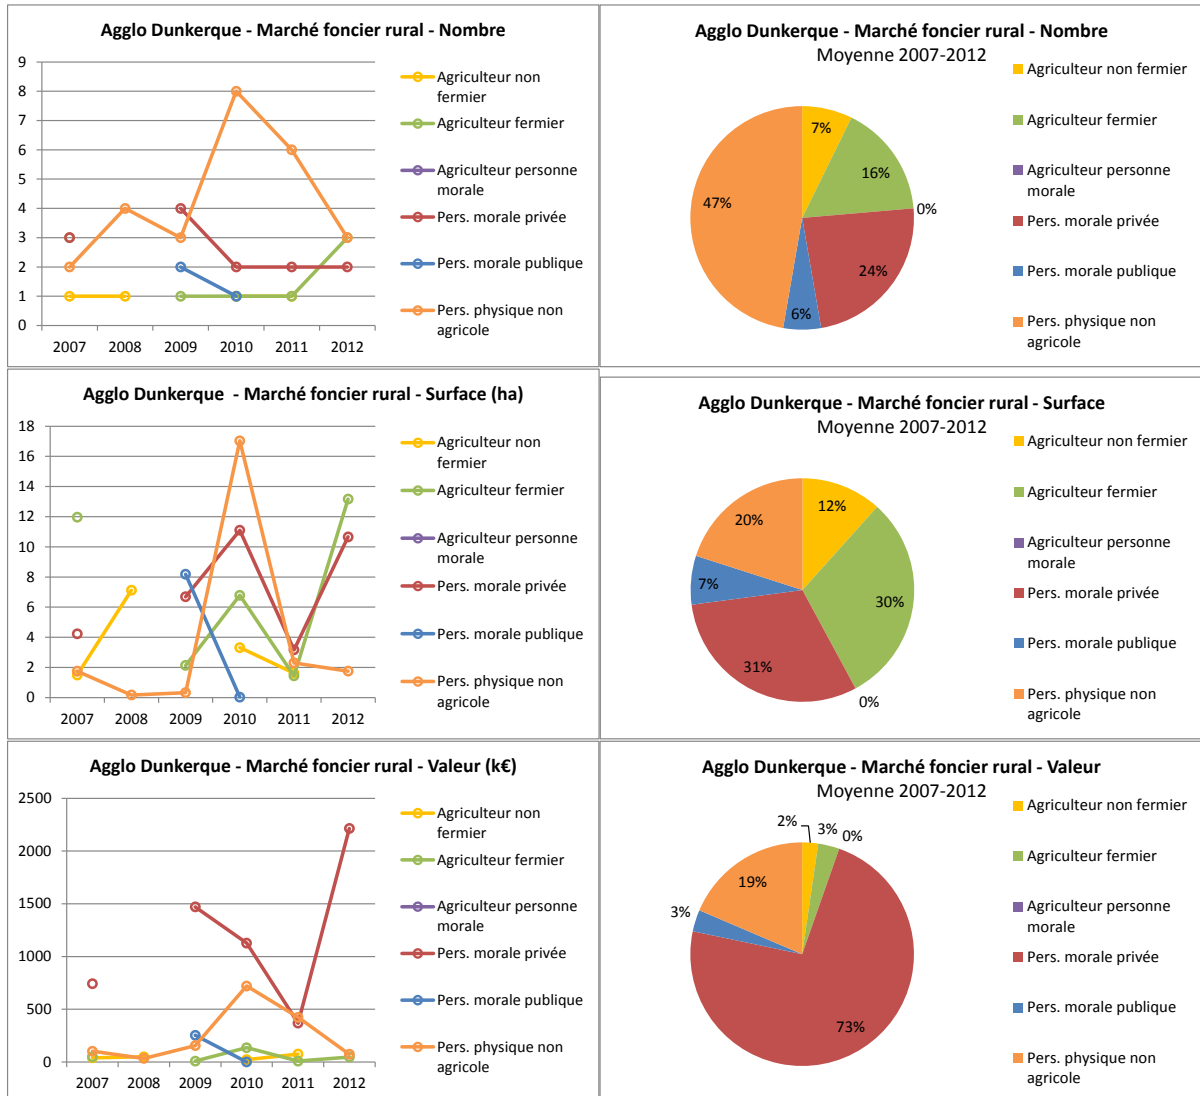 Agglo Dunkerque - Marché foncier rural - Nombre
9
8
7
6
5
4
3
2
1
0
2007 2008 2009 2010 2011 2012
Agriculteur non
fermier
Agriculteur fermier
Agriculteur personne
morale
Pers. morale privée
Pers. morale publique
Pers. physique non
agricole
Agglo Dunkerque - Marché foncier rural - Nombre
Moyenne 2007-2012
7%
16%
0%
24%
6%
47%
Agriculteur non fermier
Agriculteur fermier
Agriculteur personne
morale
Pers. morale privée
Pers. morale publique
Pers. physique non
agricole
Agglo Dunkerque - Marché foncier rural - Surface (ha)
18
16
14
12
10
8
6
4
2
0
2007 2008 2009 2010 2011 2012
Agriculteur non
fermier
Agriculteur fermier
Agriculteur personne
morale
Pers. morale privée
Pers. morale publique
Pers. physique non
agricole
Agglo Dunkerque - Marché foncier rural - Surface
Moyenne 2007-2012
12%
30%
0%
31%
7%
20%
Agriculteur non fermier
Agriculteur fermier
Agriculteur personne
morale
Pers. morale privée
Pers. morale publique
Pers. physique non
agricole
Agglo Dunkerque - Marché foncier rural - Valeur (k€)
2500
2000
1500
1000
500
0
2007 2008 2009 2010 2011 2012
Agriculteur non
fermier
Agriculteur fermier
Agriculteur personne
morale
Pers. morale privée
Pers. morale publique
Pers. physique non
agricole
Agglo Dunkerque - Marché foncier rural - Valeur
Moyenne 2007-2012
2%
3%
0%
73%
3%
19%
Agriculteur non fermier
Agriculteur fermier
Agriculteur personne
morale
Pers. morale privée
Pers. morale publique
Pers. physique non
agricole